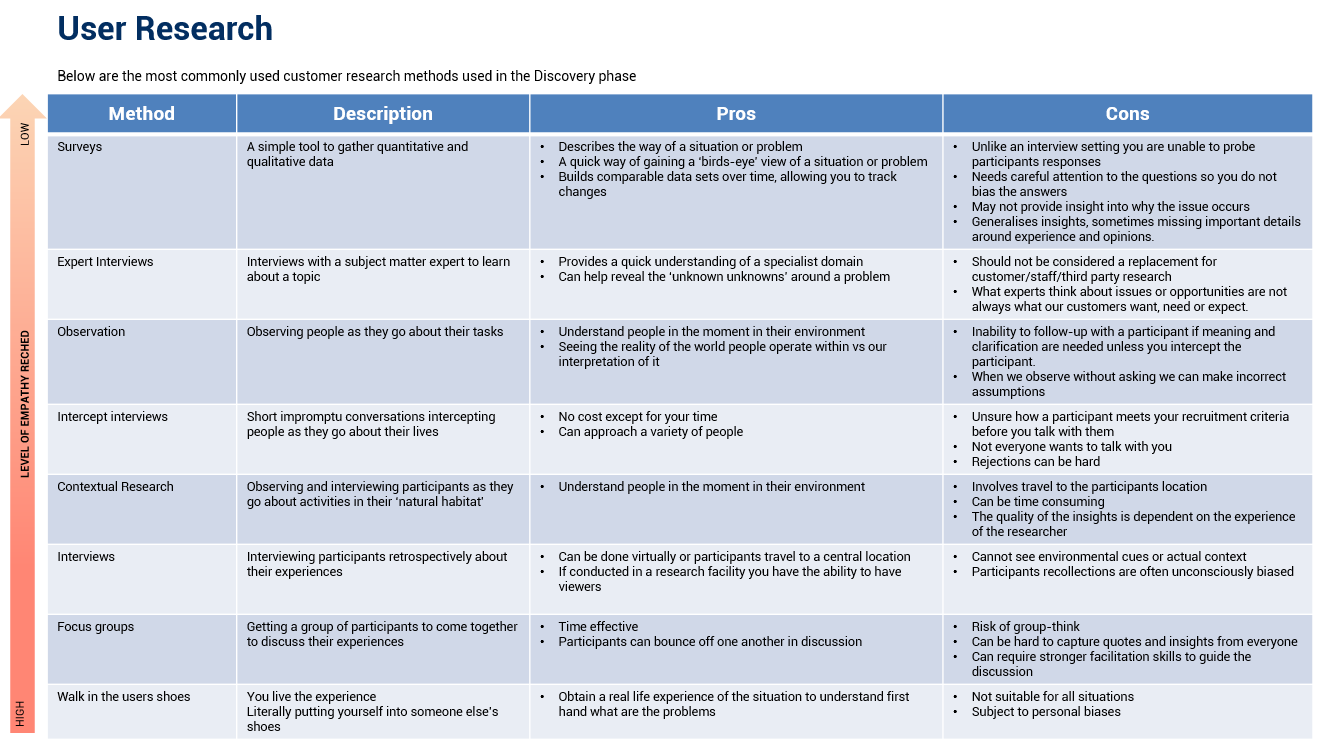 User Research
Below are the most commonly used customer research methods used in the Discovery phase
LOW
LEVEL OF EMPATHY RECHED
HIGH
Method
Description
Pros
Cons
Surveys
A simple tool to gather quantitative and
qualitative data
• Describes the way of a situation or problem
• A quick way of gaining a ‘birds-eye’ view of a situation or problem
• Builds comparable data sets over time, allowing you to track
changes
• Unlike an interview setting you are unable to probe
participants responses
• Needs careful attention to the questions so you do not
bias the answers
• May not provide insight into why the issue occurs
• Generalises insights, sometimes missing important details
around experience and opinions.
Expert Interviews
Interviews with a subject matter expert to learn
about a topic
• Provides a quick understanding of a specialist domain
• Can help reveal the ‘unknown unknowns’ around a problem
• Should not be considered a replacement for
customer/staff/third party research
• What experts think about issues or opportunities are not
always what our customers want, need or expect.
Observation
Observing people as they go about their tasks
• Understand people in the moment in their environment
• Seeing the reality of the world people operate within vs our
interpretation of it
• Inability to follow-up with a participant if meaning and
clarification are needed unless you intercept the
participant.
• When we observe without asking we can make incorrect
assumptions
Intercept interviews
Short impromptu conversations intercepting
people as they go about their lives
• No cost except for your time
• Can approach a variety of people
• Unsure how a participant meets your recruitment criteria
before you talk with them
• Not everyone wants to talk with you
• Rejections can be hard
Contextual Research
Observing and interviewing participants as they
go about activities in their ‘natural habitat’
• Understand people in the moment in their environment
• Involves travel to the participants location
• Can be time consuming
• The quality of the insights is dependent on the experience
of the researcher
Interviews
Interviewing participants retrospectively about
their experiences
• Can be done virtually or participants travel to a central location
• If conducted in a research facility you have the ability to have
viewers
• Cannot see environmental cues or actual context
• Participants recollections are often unconsciously biased
Focus groups
Getting a group of participants to come together
to discuss their experiences
• Time effective
• Participants can bounce off one another in discussion
• Risk of group-think
• Can be hard to capture quotes and insights from everyone
• Can require stronger facilitation skills to guide the
discussion
Walk in the users shoes
You live the experience
Literally putting yourself into someone else’s
shoes
• Obtain a real life experience of the situation to understand first
hand what are the problems
• Not suitable for all situations
• Subject to personal biases